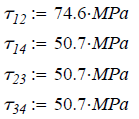 τ12 := 74.6·MPa
τ14 := 50.7·MPa
τ23 := 50.7·MPa
τ34 := 50.7·MPa